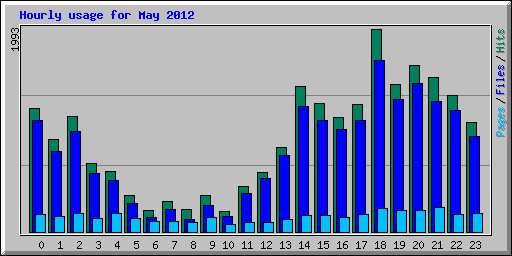 Hourly usage for May 2012
1993
Pages/Files/Hits
0 1 2 3 4 5 6 7 8 9 10 11 12 13 14 15 16 17 18 19 20 21 22 23